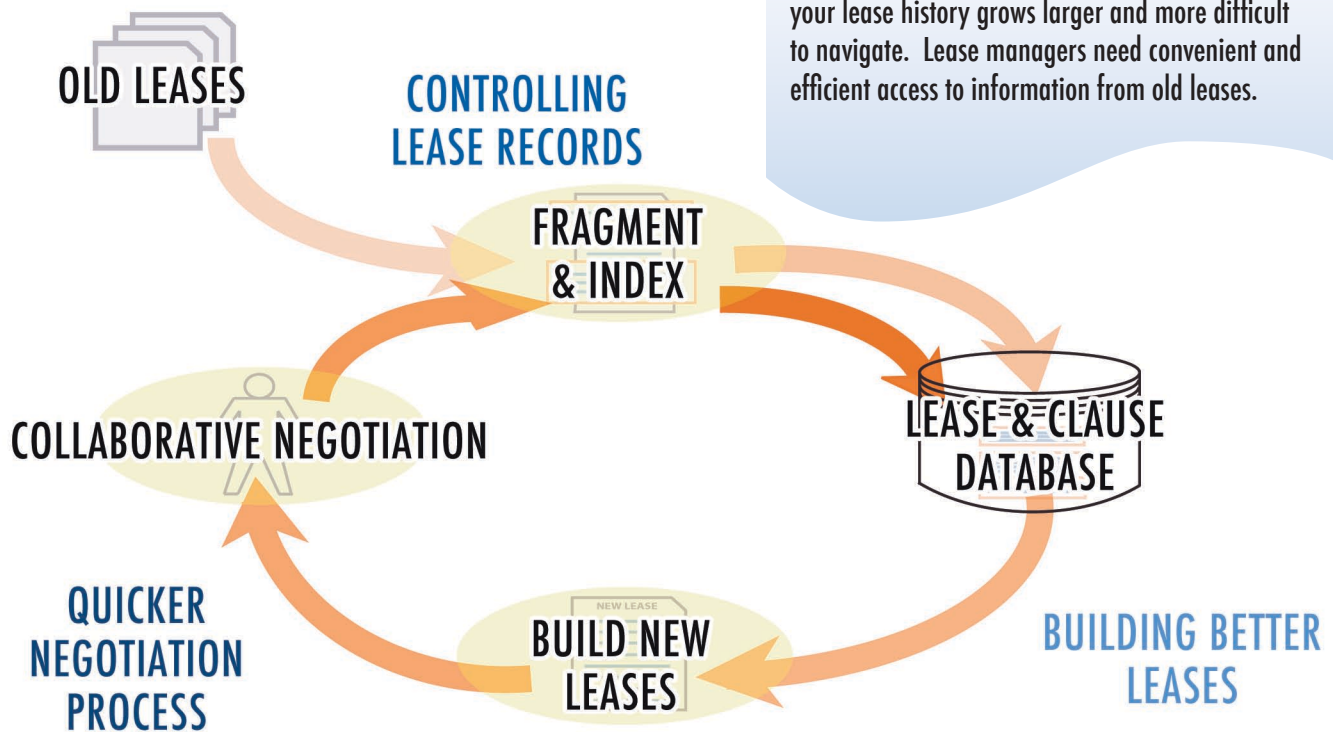 your lease history grows larger and more difficult
to navigate. Lease managers need convenient and
efficient access to information from old leases.
OLD LEASES
CONTROLLING
LEASE RECORDS
FRAGMENT
& INDEX
LEASE & CLAUSE
DATABASE
COLLABORATIVE NEGOTIATION
NEW LEASE
BUILD NEW
LEASES
QUICKER
NEGOTIATION
PROCESS
BUILDING BETTER
LEASES